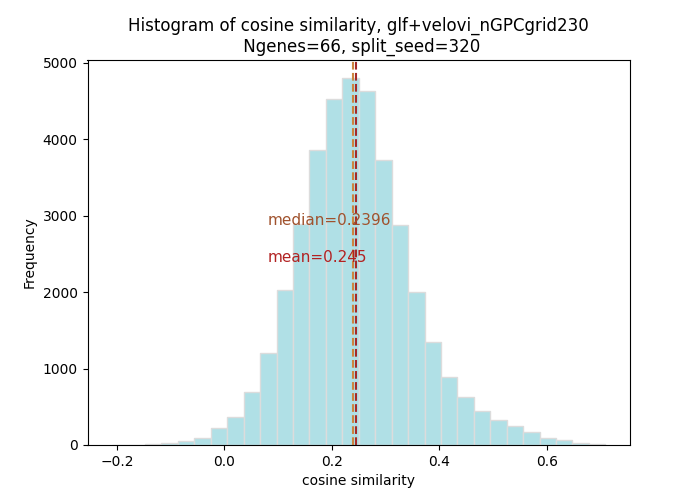 Histogram of cosine similarity, glf+velovi_nGPCgrid230
Ngenes=66, split_seed=320
5000
4000
3000
2000
1000
0
Frequency
median=0.2396
mean=0.245
−0.2 0.0 0.2 0.4 0.6
cosine similarity